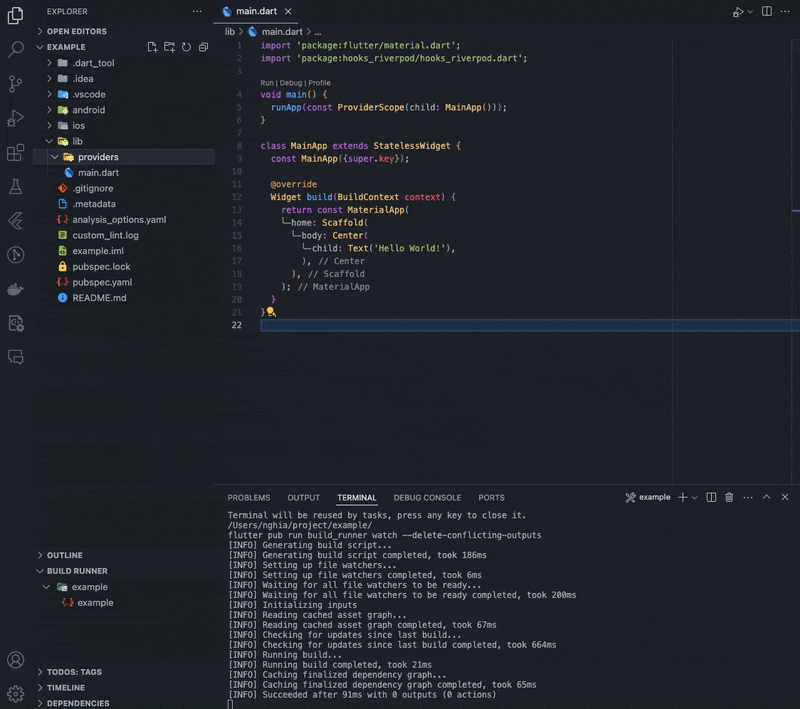 EXPLORER
OPEN EDITORS
EXAMPLE
.dart_tool
.idea
.vscode
android
ios
lib
providers
main.dart
.gitignore
.metadata
analysis_options.yaml
custom_lint.log
example.iml
pubspec.lock
pubspec.yaml
README.md
OUTLINE
BUILD RUNNER
example
example
TODOS: TAGS
TIMELINE
DEPENDENCIES
main.dart
lib > main.dart > ...
1 import 'package:flutter/material.dart';
2 import 'package:hooks_riverpod/hooks_riverpod.dart';
3
Run | Debug | Profile
4 void main() {
5 runApp(const ProviderScope(child: MainApp()));
6 }
7
8 class MainApp extends StatelessWidget {
9 const MainApp({super.key});
10
11 @override
12 Widget build(BuildContext context) {
13 return const MaterialApp(
14 home: Scaffold(
15 body: Center(
16 child: Text('Hello World!'),
17 ), // Center
18 ), // Scaffold
19 ); // MaterialApp
20 }
21 }
22
PROBLEMS OUTPUT TERMINAL DEBUG CONSOLE PORTS example
Terminal will be reused by tasks, press any key to close it.
/Users/nghia/project/example/
flutter pub run build_runner watch --delete-conflicting-outputs
[INFO] Generating build script...
[INFO] Generating build script completed, took 186ms
[INFO] Setting up file watchers...
[INFO] Setting up file watchers completed, took 6ms
[INFO] Waiting for all file watchers to be ready...
[INFO] Waiting for all file watchers to be ready completed, took 200ms
[INFO] Initializing inputs
[INFO] Reading cached asset graph...
[INFO] Reading cached asset graph completed, took 67ms
[INFO] Checking for updates since last build...
[INFO] Checking for updates since last build completed, took 664ms
[INFO] Running build...
[INFO] Running build completed, took 21ms
[INFO] Caching finalized dependency graph...
[INFO] Caching finalized dependency graph completed, took 65ms
[INFO] Succeeded after 91ms with 0 outputs (0 actions)